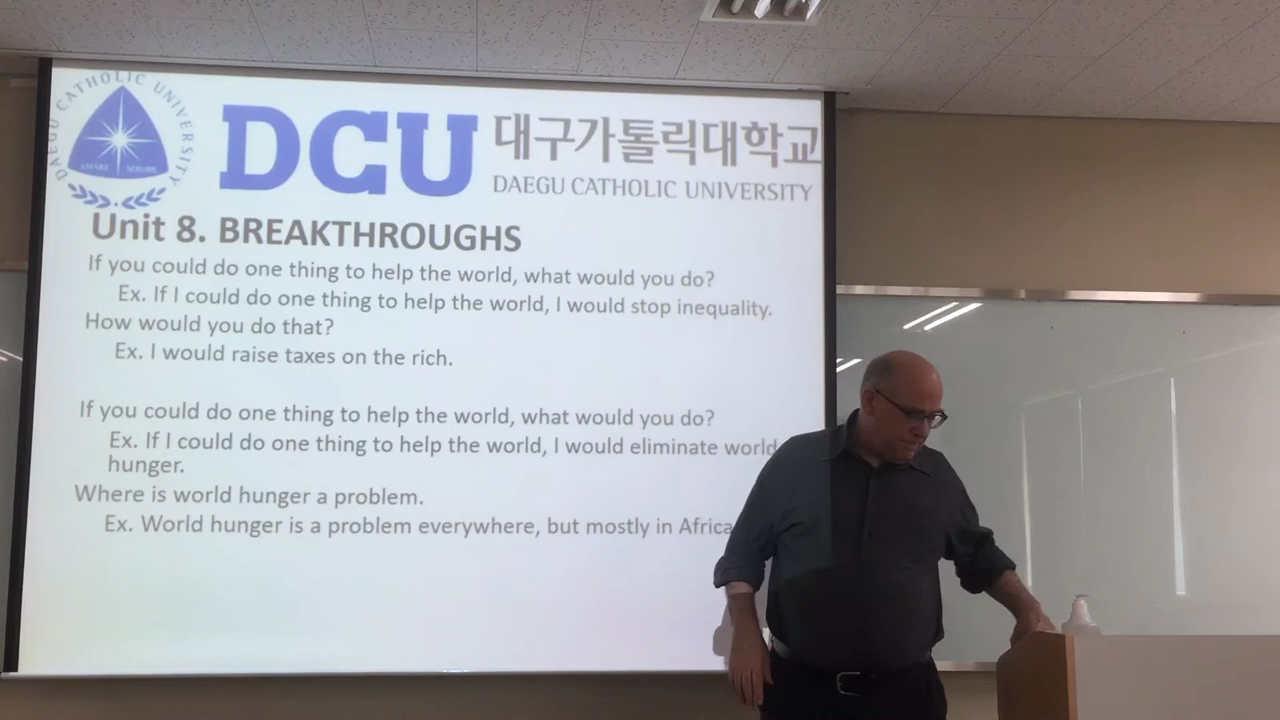 DAEGU CATHOLIC UNIVERSITY
AMARE SERVIRE
DCU 대구가톨릭대학교
DAEGU CATHOLIC UNIVERSITY
Unit 8. BREAKTHROUGHS
If you could do one thing to help the world, what would you do?
Ex. If I could do one thing to help the world, I would stop inequality.
How would you do that?
Ex. I would raise taxes on the rich.
If you could do one thing to help the world, what would you do?
Ex. If I could do one thing to help the world, I would eliminate world
hunger.
Where is world hunger a problem.
Ex. World hunger is a problem everywhere, but mostly in Africa